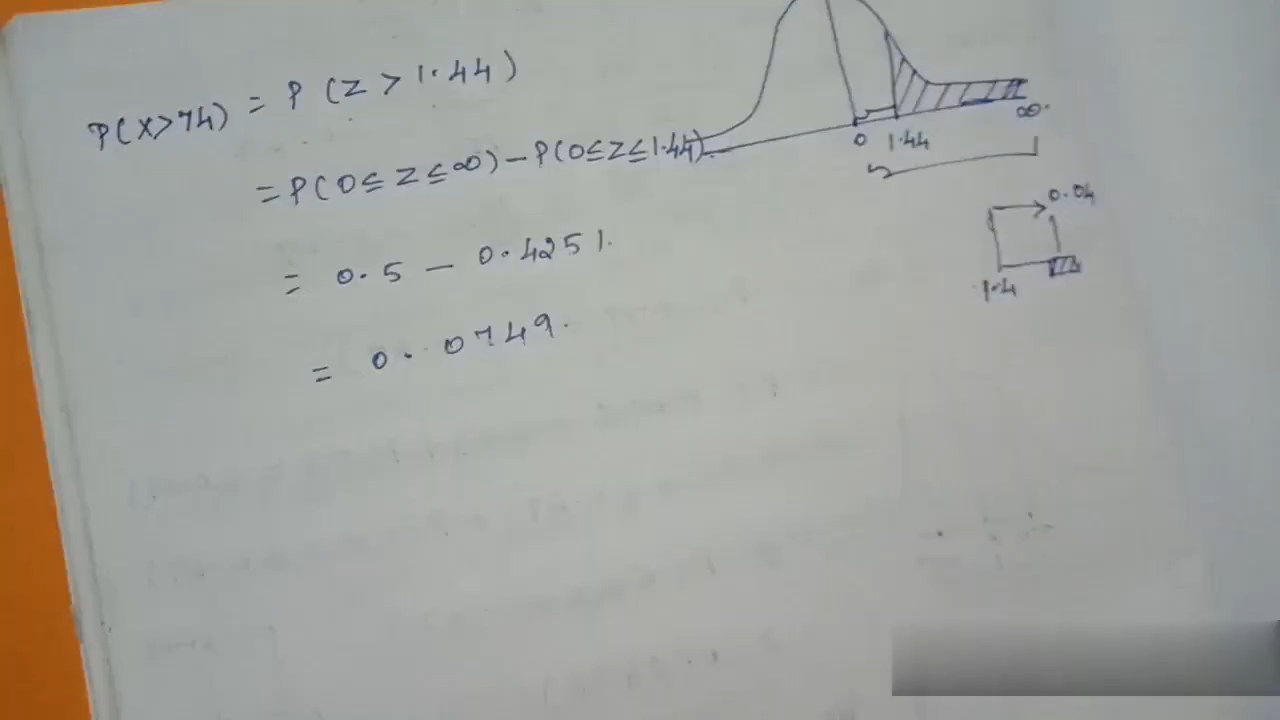 P(X>74) = P(Z>1.44)
= P(0≤Z≤∞) - P(0≤Z≤1.44).
= 0.5 - 0.4251.
= 0.0749.
0 1.44 ∞.
0.04
1.4